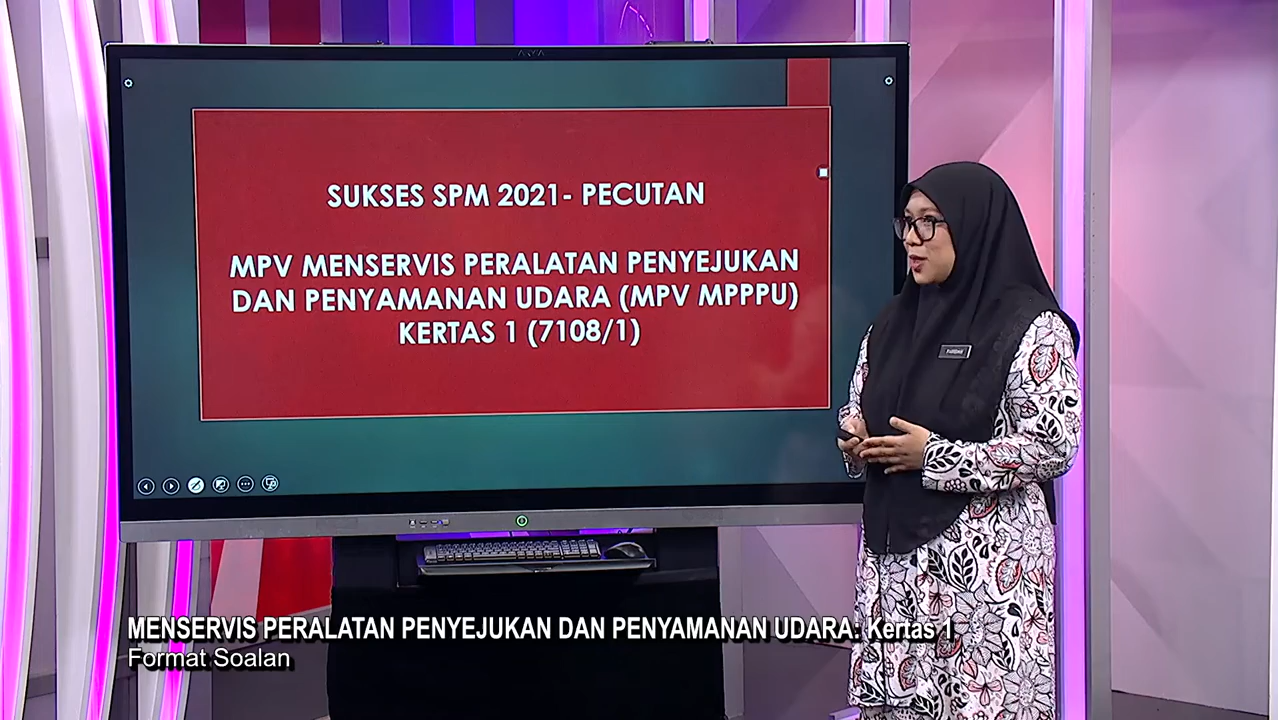 SUKSES SPM 2021- PECUTAN
MPV MENSERVIS PERALATAN PENYEJUKAN
DAN PENYAMANAN UDARA (MPV MPPPU)
KERTAS 1 (7108/1)
MENSERVIS PERALATAN PENYEJUKAN DAN PENYAMANAN UDARA: Kertas 1
Format Soalan